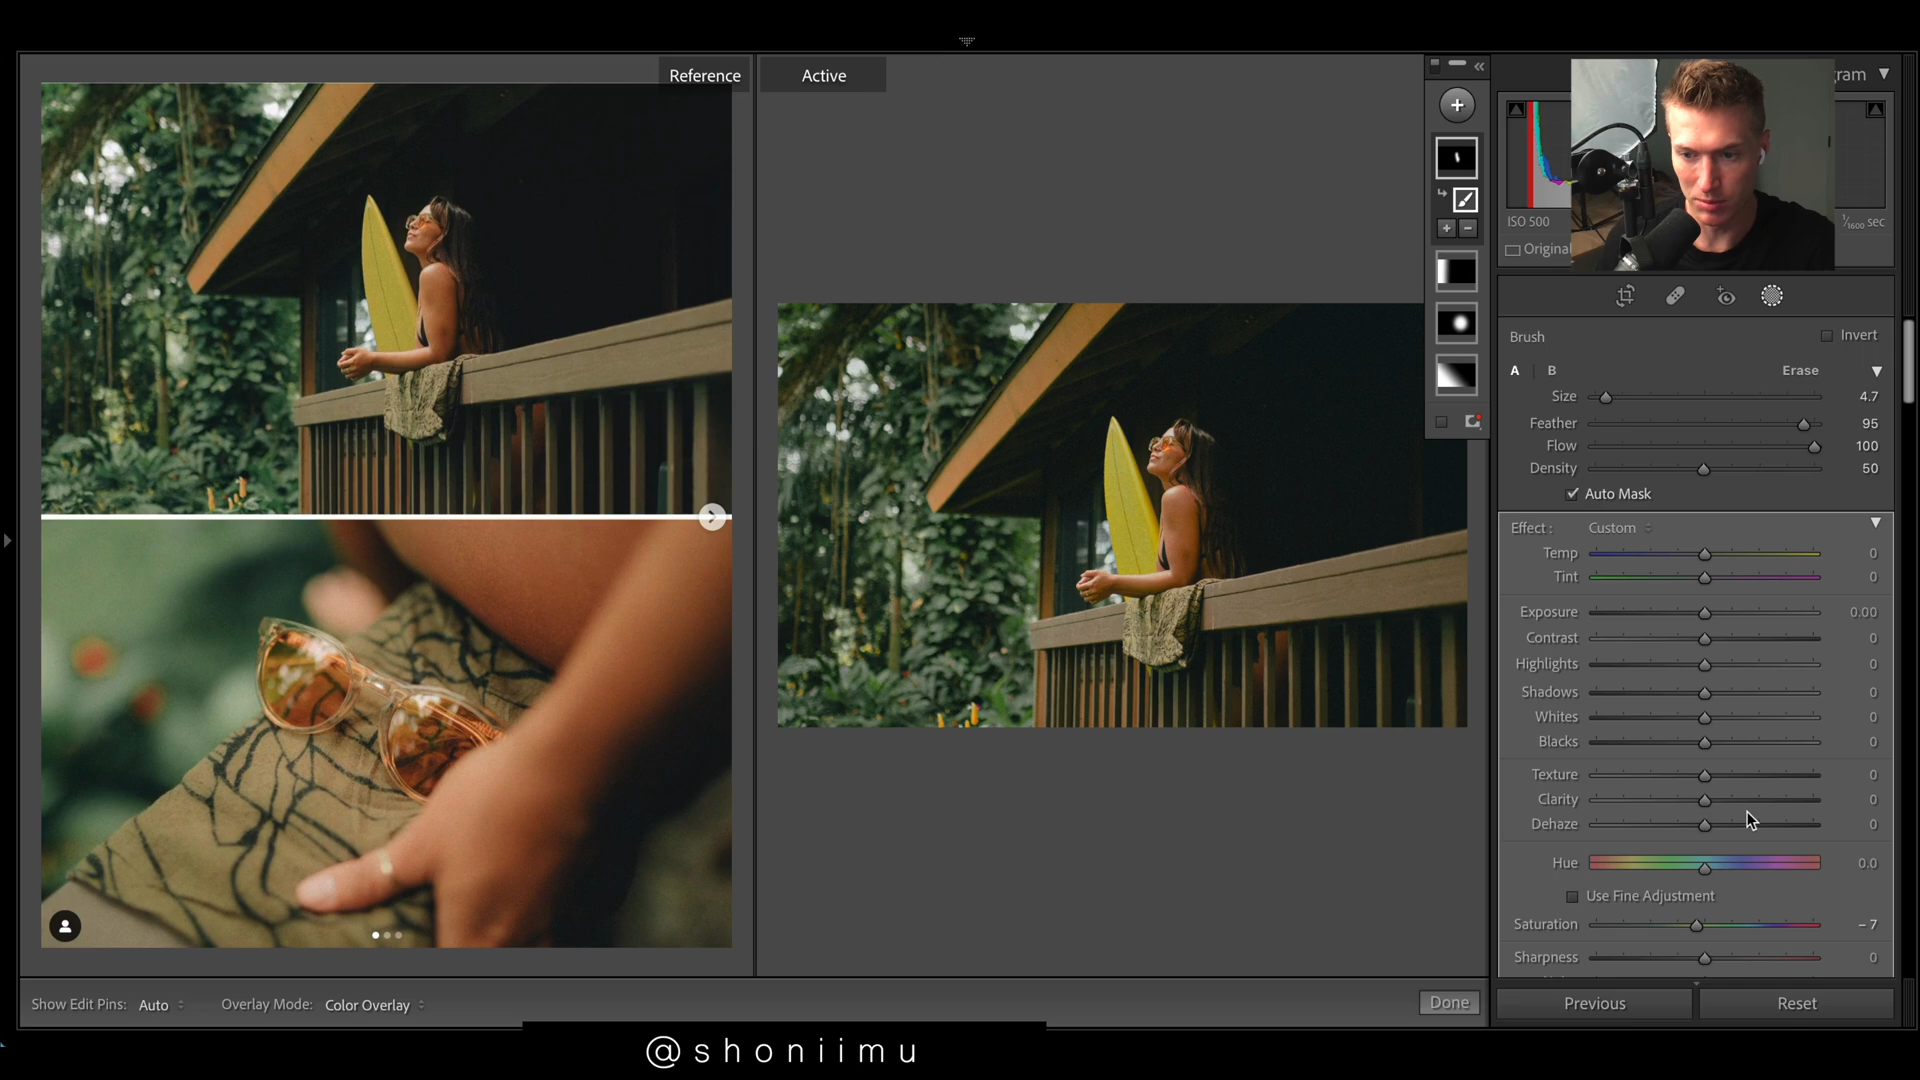 Reference
Active
gram
ISO 500
1/1600 sec
Original
Brush
Invert
A
B
Erase
Size
4.7
Feather
95
Flow
100
Density
50
Auto Mask
Effect :
Custom
Temp
0
Tint
0
Exposure
0.00
Contrast
0
Highlights
0
Shadows
0
Whites
0
Blacks
0
Texture
0
Clarity
0
Dehaze
0
Hue
0.0
Use Fine Adjustment
Saturation
– 7
Sharpness
0
Show Edit Pins:
Auto
Overlay Mode:
Color Overlay
Done
Previous
Reset
@shoniimu